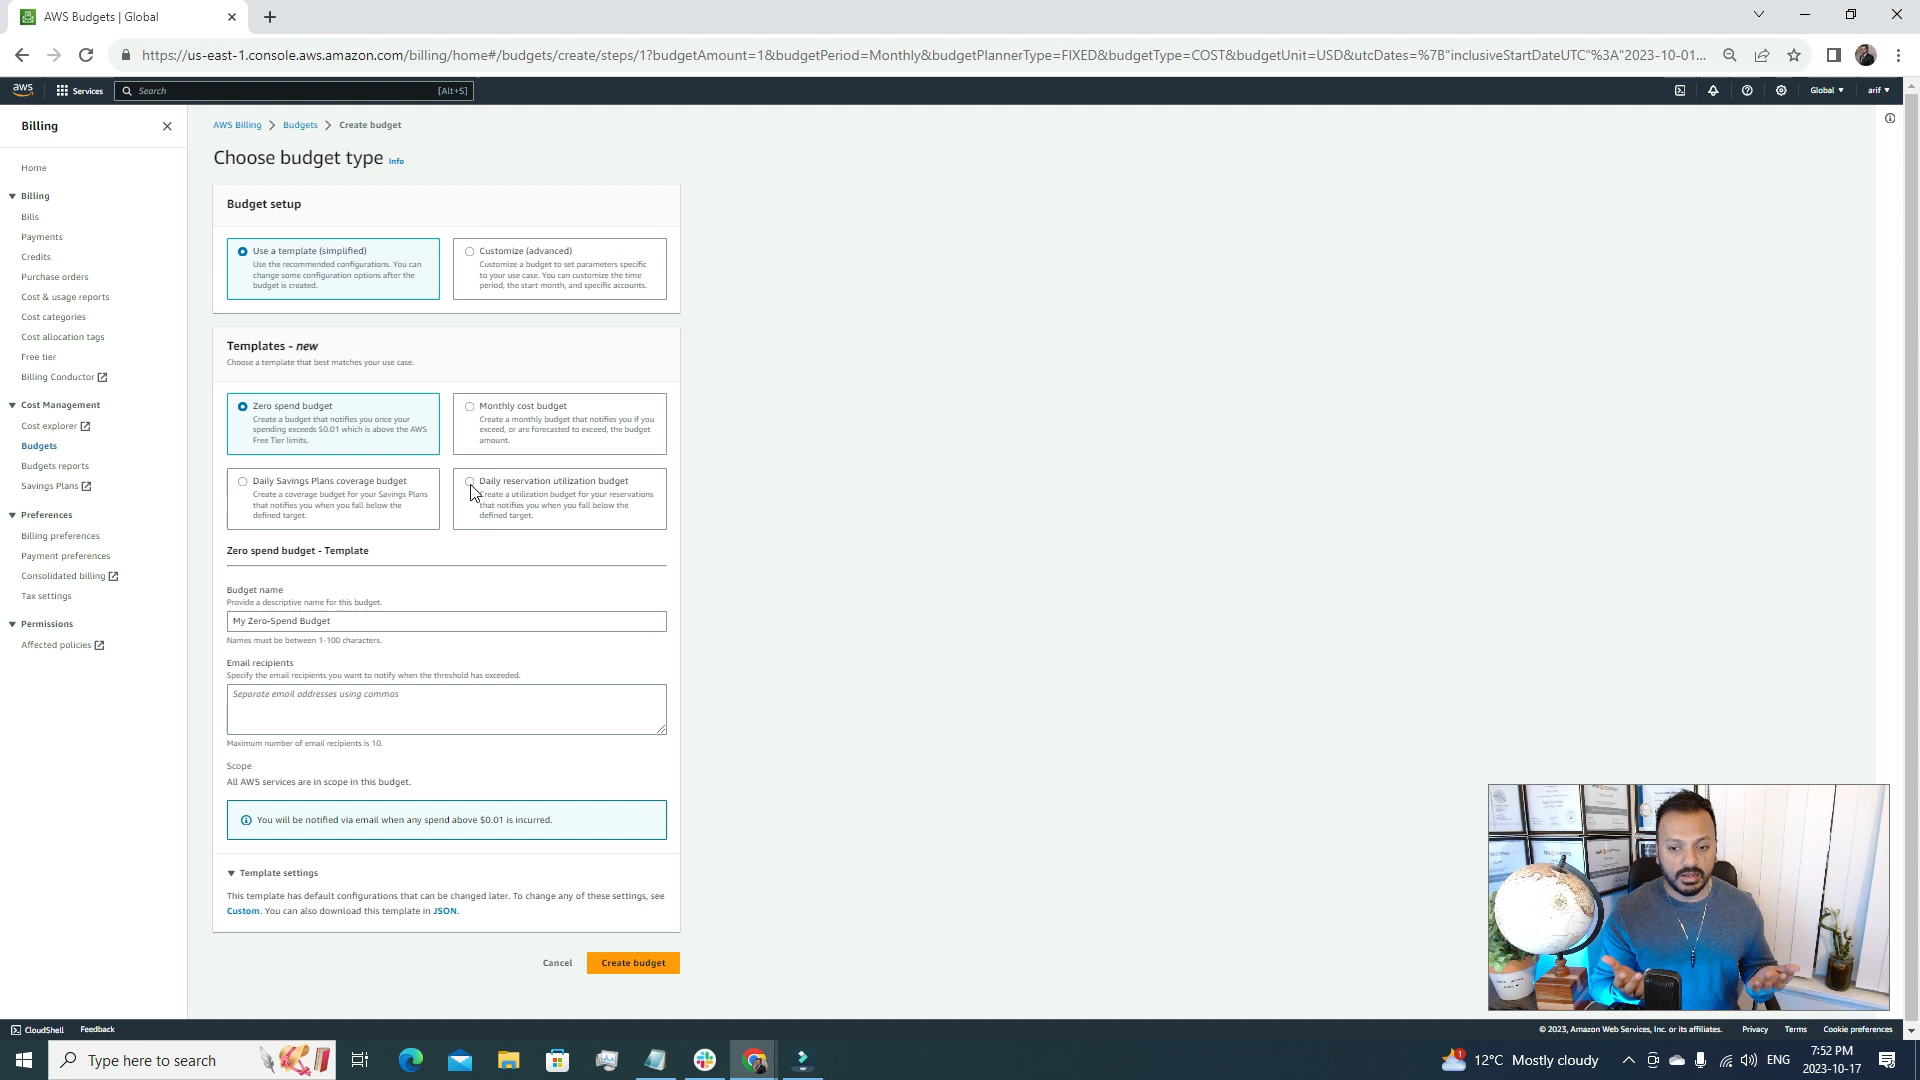 AWS Budgets | Global
https://us-east-1.console.aws.amazon.com/billing/home#/budgets/create/steps/1?budgetAmount=1&budgetPeriod=Monthly&budgetPlannerType=FIXED&budgetType=COST&budgetUnit=USD&utcDates=%7B"inclusiveStartDateUTC"%3A"2023-10-01...
aws
Services
Search
[Alt+S]
Global
arif
Billing
Home
Billing
Bills
Payments
Credits
Purchase orders
Cost & usage reports
Cost categories
Cost allocation tags
Free tier
Billing Conductor
Cost Management
Cost explorer
Budgets
Budgets reports
Savings Plans
Preferences
Billing preferences
Payment preferences
Consolidated billing
Tax settings
Permissions
Affected policies
AWS Billing > Budgets > Create budget
Choose budget type Info
Budget setup
Use a template (simplified)
Use the recommended configurations. You can
change some configuration options after the
budget is created.
Customize (advanced)
Customize a budget to set parameters specific
to your use case. You can customize the time
period, the start month, and specific accounts.
Templates - new
Choose a template that best matches your use case.
Zero spend budget
Create a budget that notifies you once your
spending exceeds $0.01 which is above the AWS
Free Tier limits.
Monthly cost budget
Create a monthly budget that notifies you if you
exceed, or are forecasted to exceed, the budget
amount.
Daily Savings Plans coverage budget
Create a coverage budget for your Savings Plans
that notifies you when you fall below the
defined target.
Daily reservation utilization budget
Create a utilization budget for your reservations
that notifies you when you fall below the
defined target.
Zero spend budget - Template
Budget name
Provide a descriptive name for this budget.
My Zero-Spend Budget
Names must be between 1-100 characters.
Email recipients
Specify the email recipients you want to notify when the threshold has exceeded.
Separate email addresses using commas
Maximum number of email recipients is 10.
Scope
All AWS services are in scope in this budget.
You will be notified via email when any spend above $0.01 is incurred.
Template settings
This template has default configurations that can be changed later. To change any of these settings, see
Custom. You can also download this template in JSON.
Cancel
Create budget
CloudShell
Feedback
© 2023, Amazon Web Services, Inc. or its affiliates.
Privacy
Terms
Cookie preferences
Type here to search
1
12°C Mostly cloudy
ENG
7:52 PM
2023-10-17